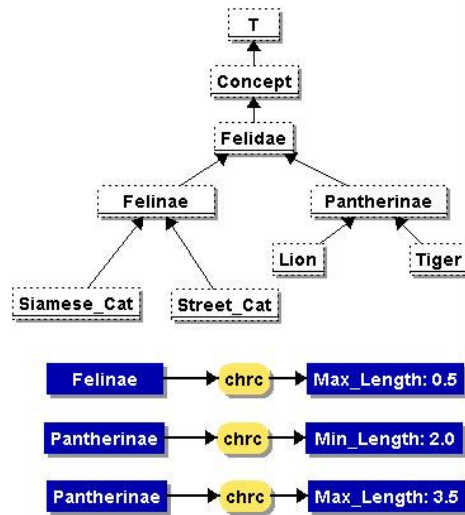 T
Concept
Felidae
Felinae Pantherinae
Lion Tiger
Siamese_Cat Street_Cat
Felinae chrc Max_Length: 0.5
Pantherinae chrc Min_Length: 2.0
Pantherinae chrc Max_Length: 3.5